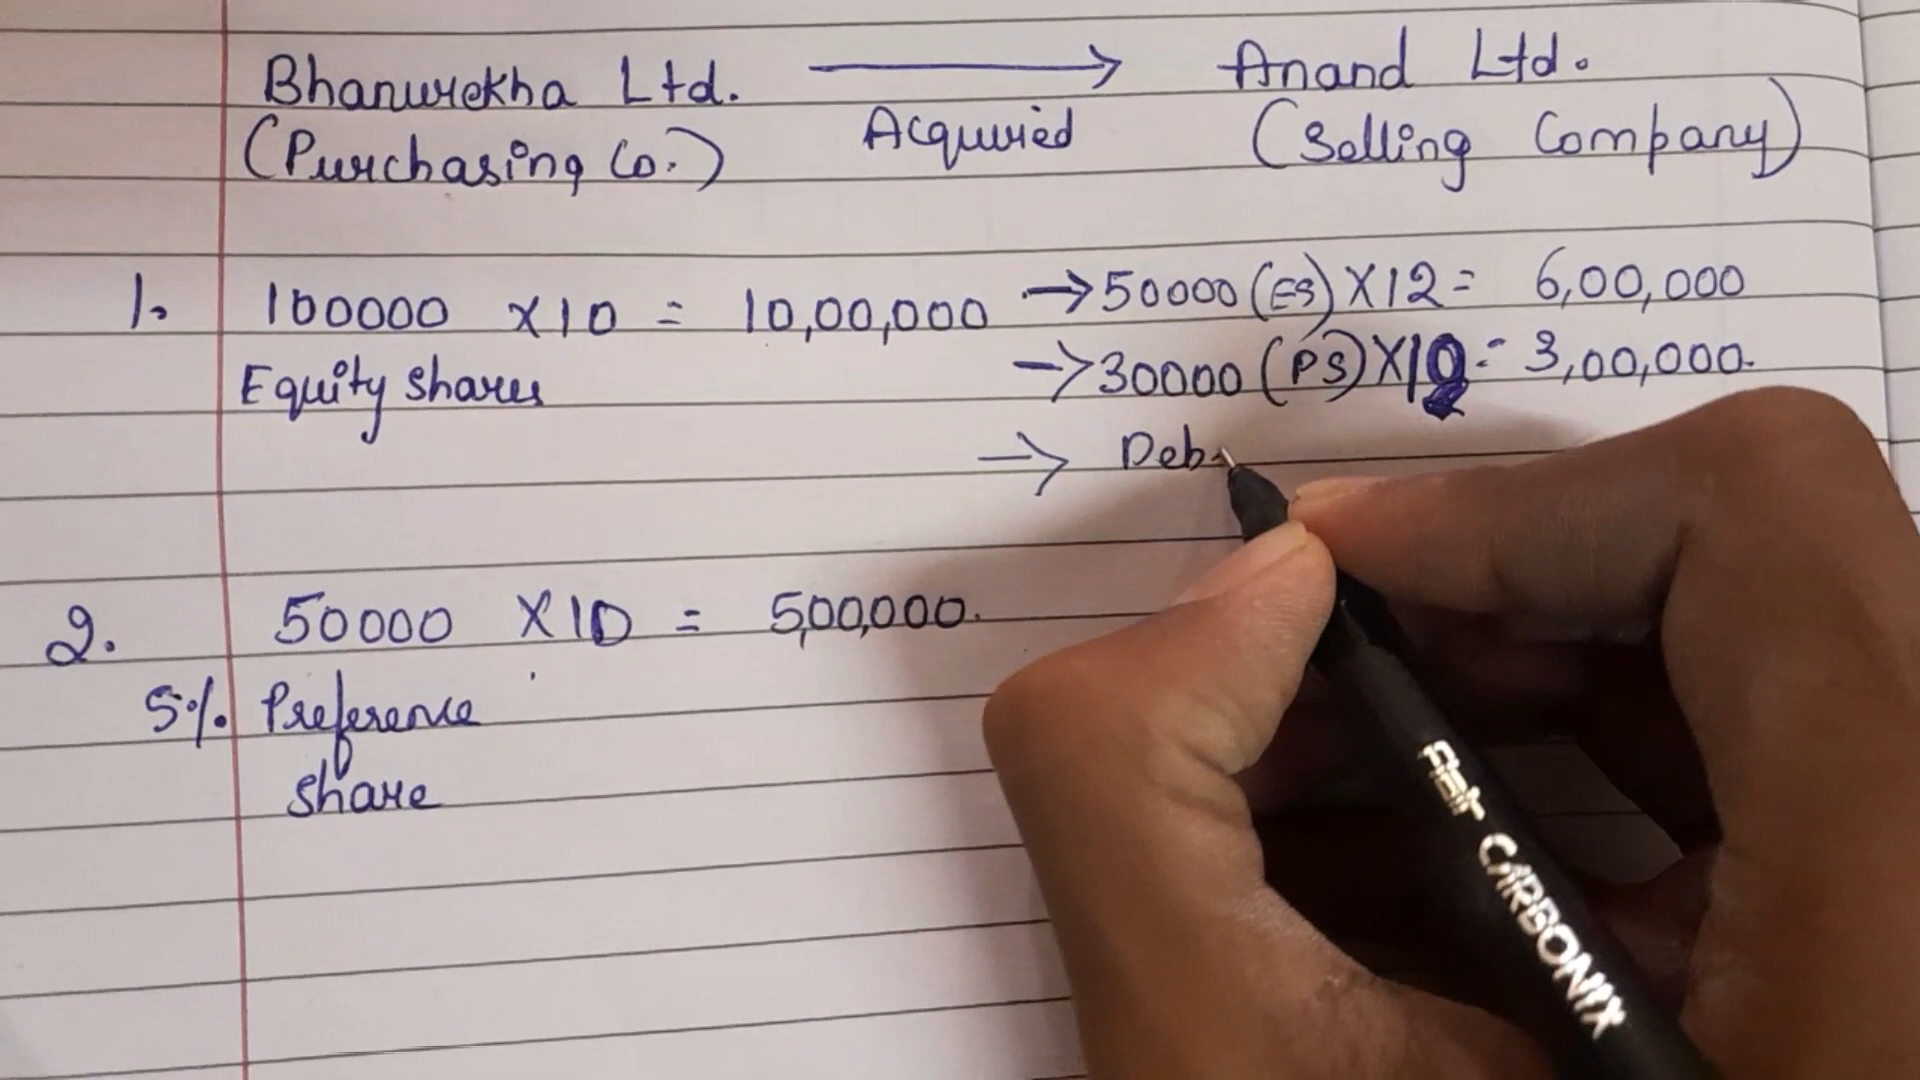 Bhanurekha Ltd. → Anand Ltd.
(Purchasing Co.) Acquried (Selling Company)
1. 100000 X10 = 10,00,000 → 50000 (ES) X12 = 6,00,000
Equity shares → 30000 (PS) X10 = 3,00,000.
→ Deb
2. 50000 X10 = 5,00,000.
5% Preference
Share
CARBONIX